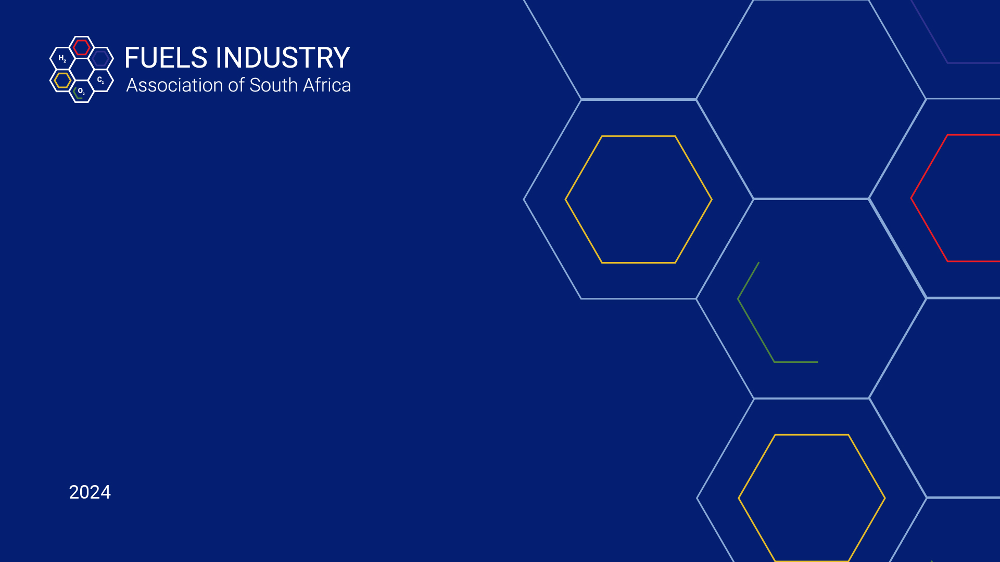 FUELS INDUSTRY
Association of South Africa
H₂
C₂
O₂
2024